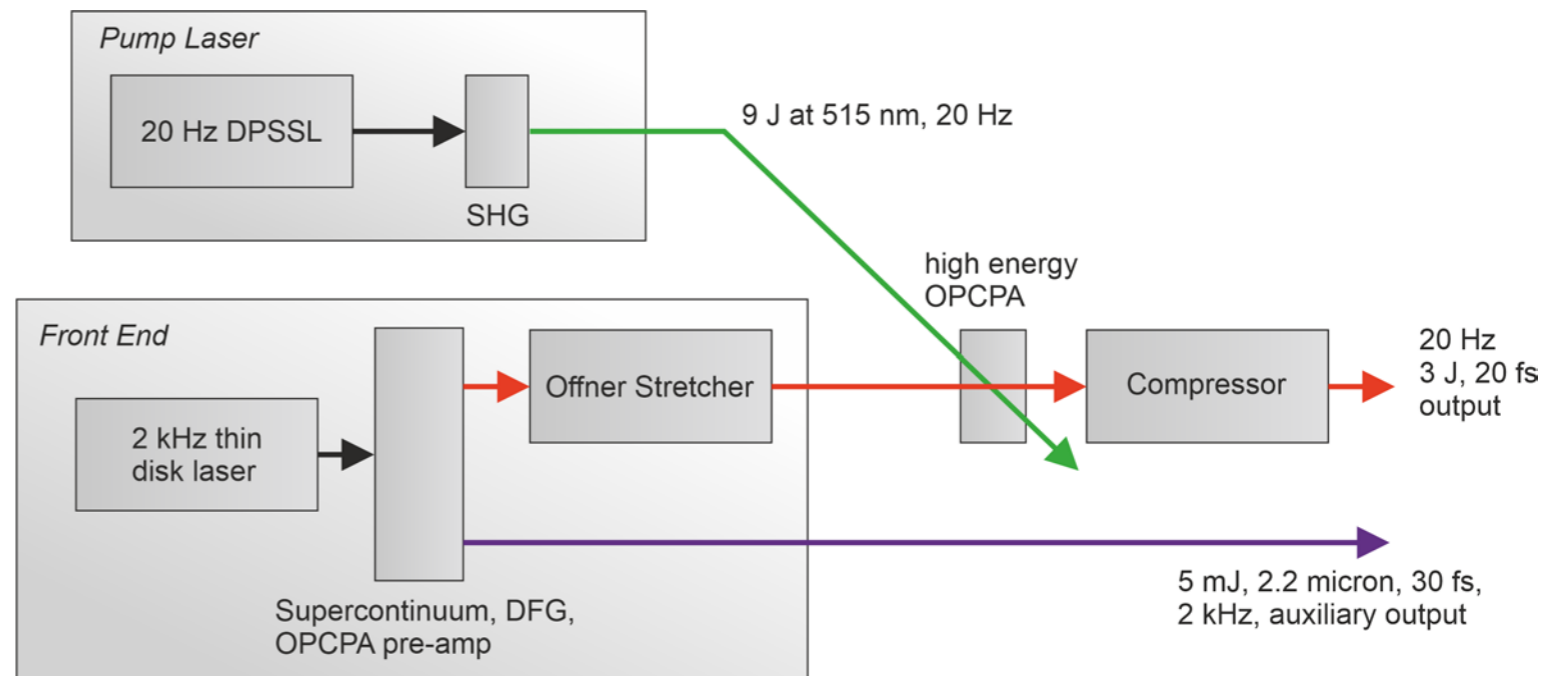 Pump Laser
20 Hz DPSSL
SHG
9 J at 515 nm, 20 Hz
high energy
OPCPA
Front End
2 kHz thin
disk laser
Offner Stretcher
Compressor
20 Hz
3 J, 20 fs
output
Supercontinuum, DFG,
OPCPA pre-amp
5 mJ, 2.2 micron, 30 fs,
2 kHz, auxiliary output